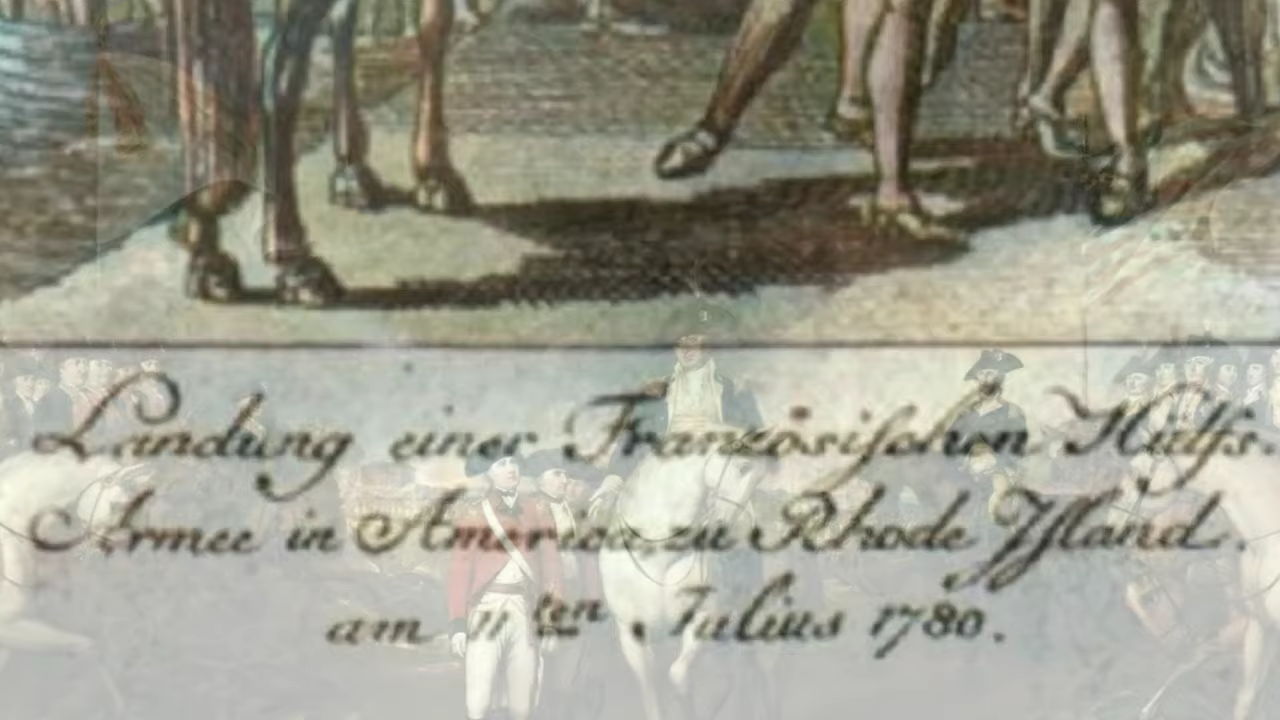 Landung einer Französischen Hülfs.
Armee in America, zu Rhode Island.
am 11ten Julius 1780.